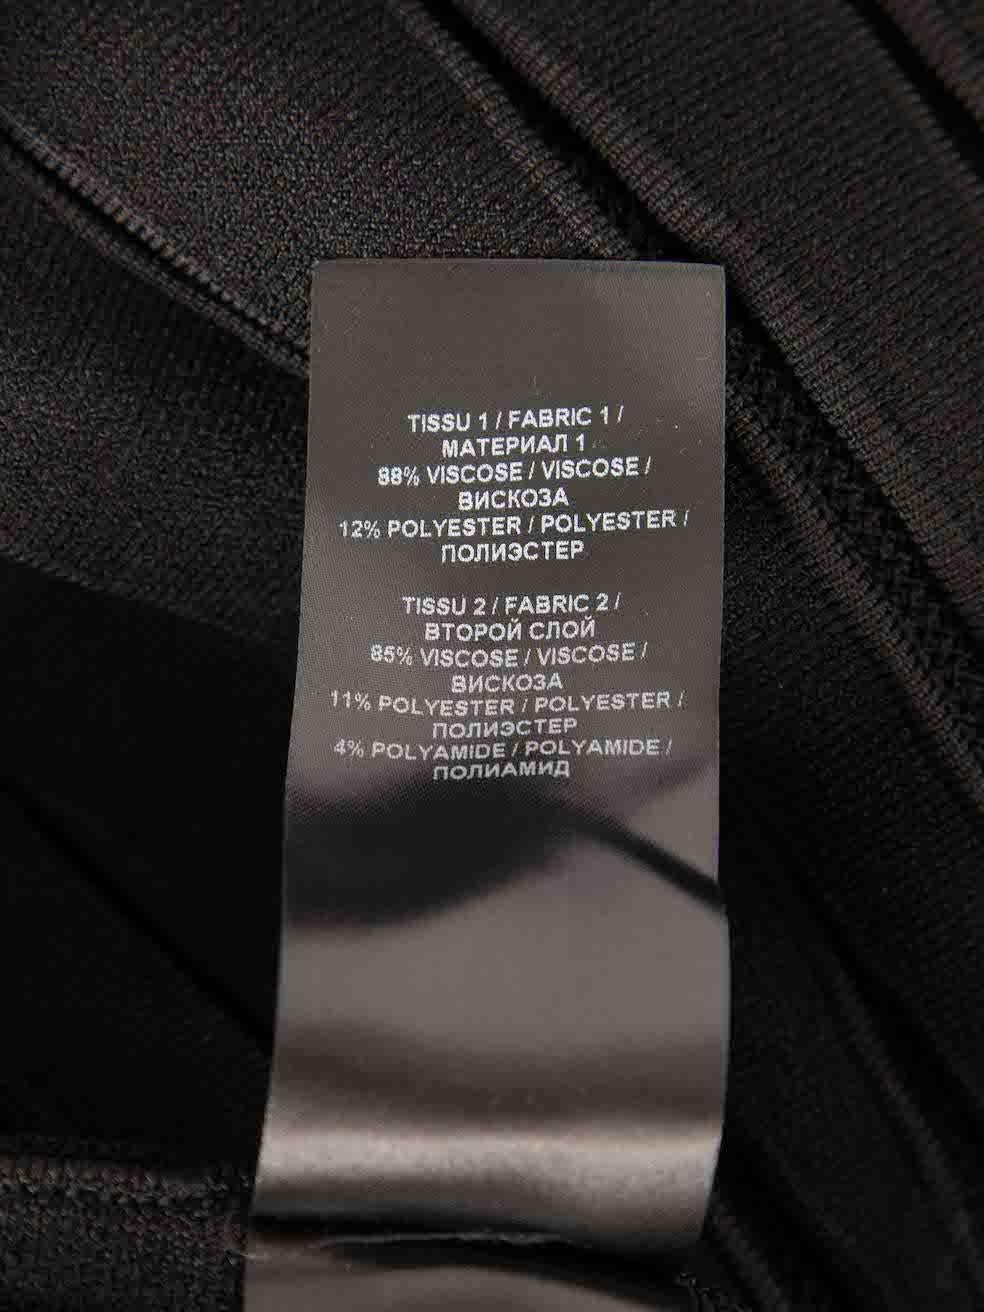 TISSU 1 / FABRIC 1 /
МАТЕРИАЛ 1
88% VISCOSE / VISCOSE /
ВИСКОЗА
12% POLYESTER / POLYESTER /
ПОЛИЭСТЕР
TISSU 2 / FABRIC 2 /
ВТОРОЙ СЛОЙ
85% VISCOSE / VISCOSE /
ВИСКОЗА
11% POLYESTER / POLYESTER /
ПОЛИЭСТЕР
4% POLYAMIDE / POLYAMIDE /
ПОЛИАМИД